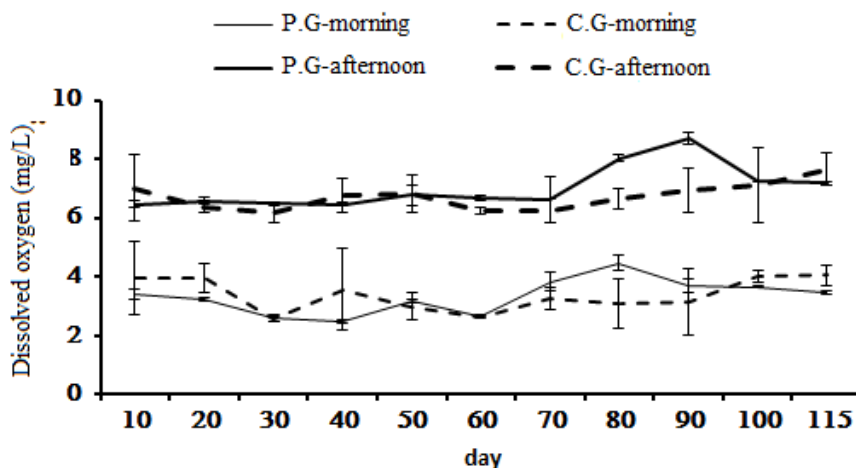 P.G-morning C.G-morning
P.G-afternoon C.G-afternoon
Dissolved oxygen (mg/L)
10
8
6
4
2
0
10 20 30 40 50 60 70 80 90 100 115
day